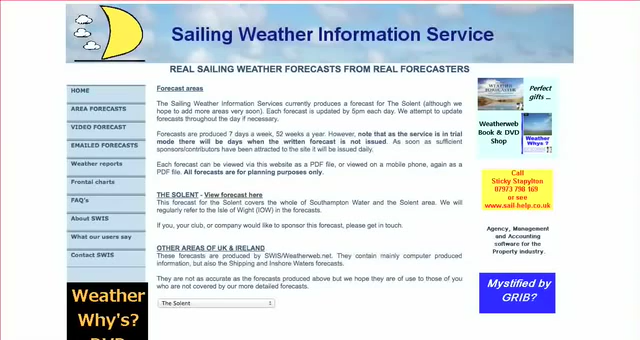 Sailing Weather Information Service
REAL SAILING WEATHER FORECASTS FROM REAL FORECASTERS
HOME
AREA FORECASTS
VIDEO FORECAST
EMAILED FORECASTS
Weather reports
Frontal charts
FAQ's
About SWIS
What our users say
Contact SWIS
Weather
Why's?
DVD
Forecast areas
The Sailing Weather Information Services currently produces a forecast for The Solent (although we
hope to add more areas very soon). Each forecast is updated by 5pm each day. We attempt to update
forecasts throughout the day if necessary.
Forecasts are produced 7 days a week, 52 weeks a year. However, note that as the service is in trial
mode there will be days when the written forecast is not issued. As soon as sufficient
sponsors/contributors have been attracted to the site it will be issued daily.
Each forecast can be viewed via this website as a PDF file, or viewed on a mobile phone, again as a
PDF file. All forecasts are for planning purposes only.
THE SOLENT - View forecast here
This forecast for the Solent covers the whole of Southampton Water and the Solent area. We will
regularly refer to the Isle of Wight (IOW) in the forecasts.
If you, your club, or company would like to sponsor this forecast, please get in touch.
OTHER AREAS OF UK & IRELAND
These forecasts are produced by SWIS/Weatherweb.net. They contain mainly computer produced
information, but also the Shipping and Inshore Waters forecasts.
They are not as accurate as the forecasts produced above but we hope they are of use to those of you
who are not covered by our more detailed forecasts.
The Solent
Perfect
gifts ...
Weatherweb
Book & DVD
Shop
Weather
Whys ?
Call
Sticky Stapylton
07973 798 169
or see
www.sail-help.co.uk
Agency, Management
and Accounting
software for the
Property industry.
Mystified by
GRIB?